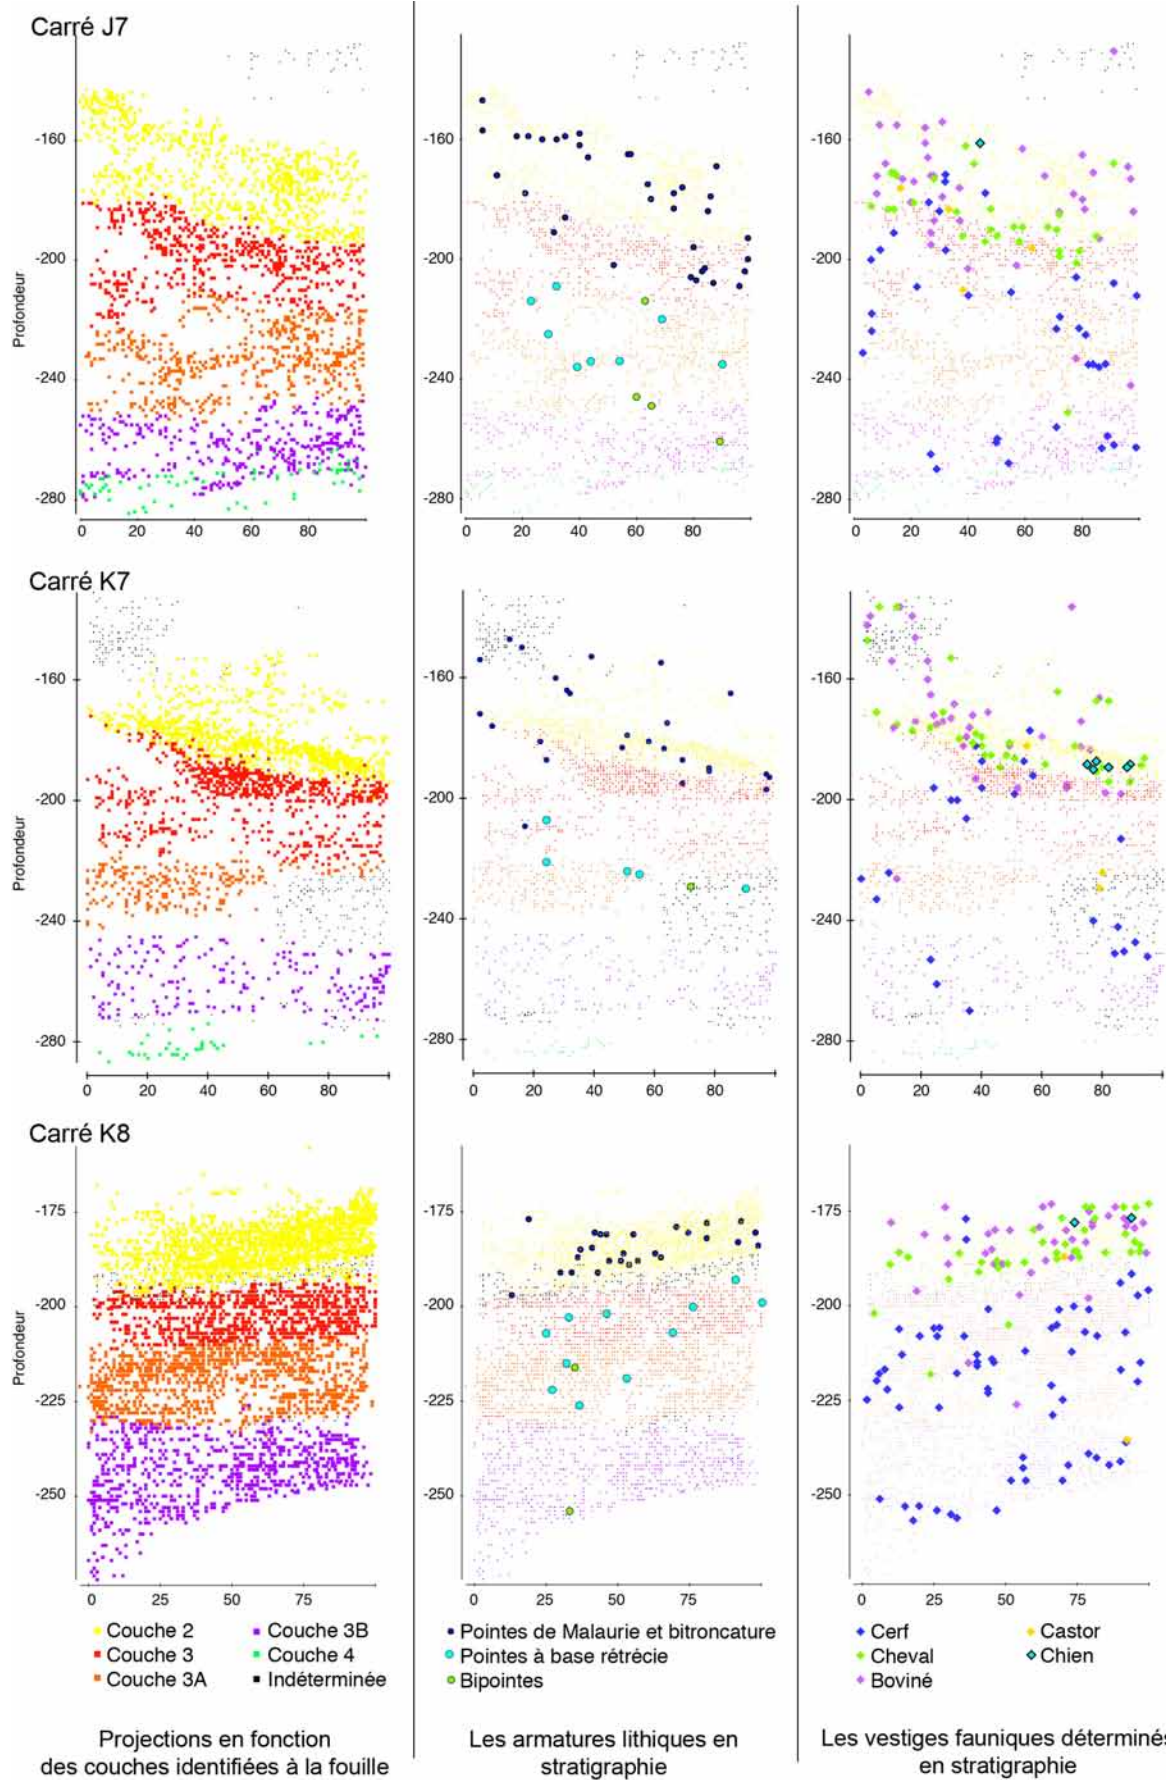 Carré J7
Profondeur
-160
-200
-240
-280
0 20 40 60 80
-160
-200
-240
-280
0 20 40 60 80
-160
-200
-240
-280
0 20 40 60 80
Carré K7
Profondeur
-160
-200
-240
-280
0 20 40 60 80
-160
-200
-240
-280
0 20 40 60 80
-160
-200
-240
-280
0 20 40 60 80
Carré K8
Profondeur
-175
-200
-225
-250
0 25 50 75
-175
-200
-225
-250
0 25 50 75
-175
-200
-225
-250
0 25 50 75
Couche 2
Couche 3
Couche 3A
Couche 3B
Couche 4
Indéterminée
Pointes de Malaurie et bitroncature
Pointes à base rétrécie
Bipointes
Cerf
Cheval
Boviné
Castor
Chien
Projections en fonction
des couches identifiées à la fouille
Les armatures lithiques en
stratigraphie
Les vestiges fauniques déterminés
en stratigraphie